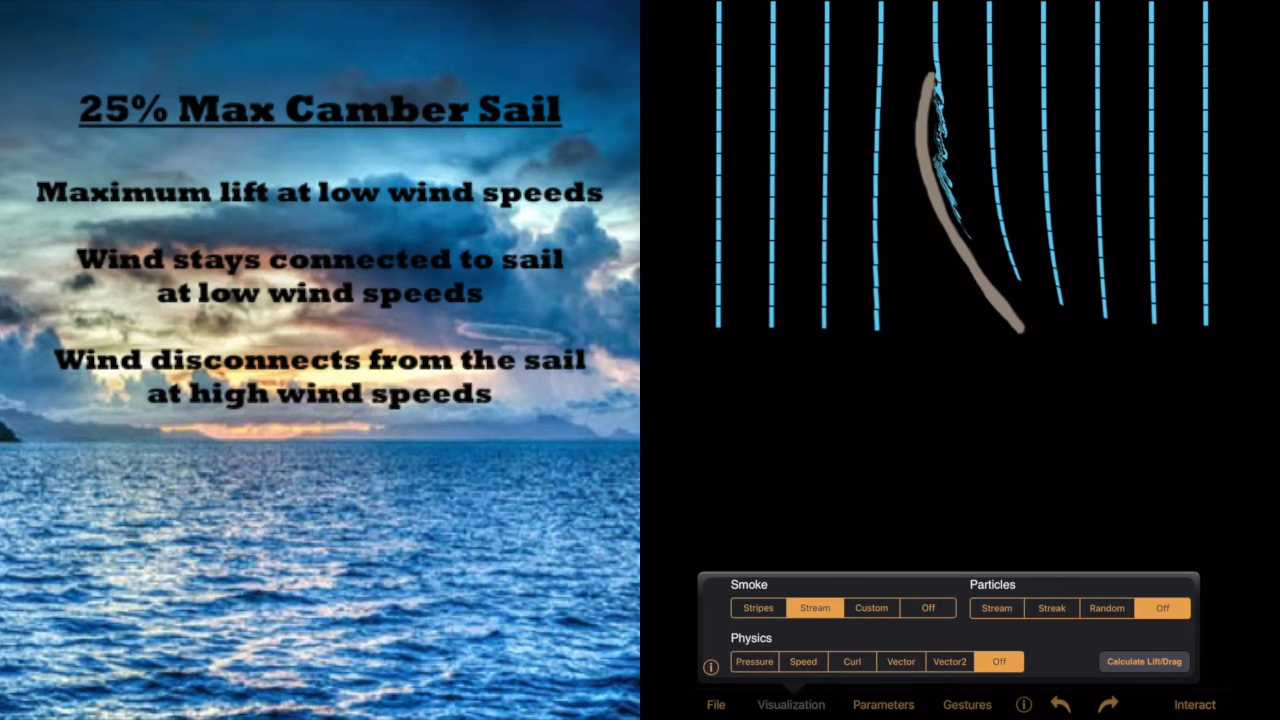 25% Max Camber Sail
Maximum lift at low wind speeds
Wind stays connected to sail
at low wind speeds
Wind disconnects from the sail
at high wind speeds
Smoke
Stripes Stream Custom Off
Particles
Stream Streak Random Off
Physics
Pressure Speed Curl Vector Vector2 Off
Calculate Lift/Drag
File Visualization Parameters Gestures Interact